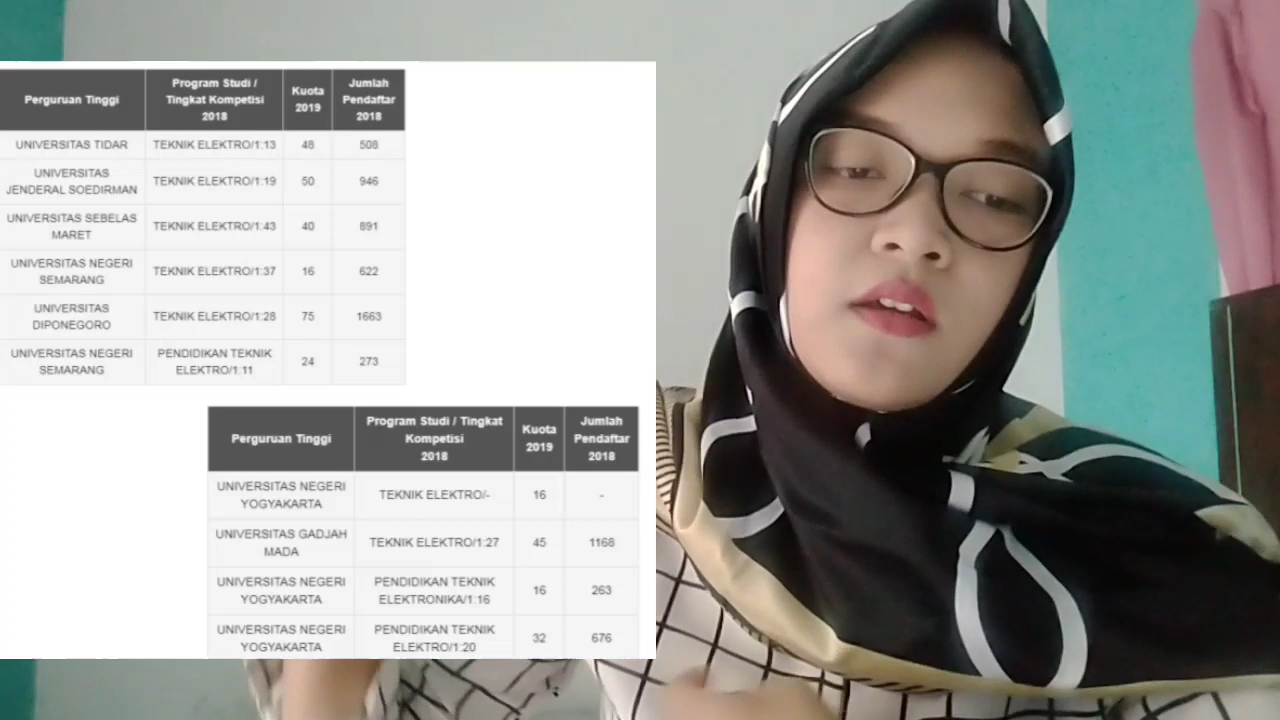 Perguruan Tinggi
Program Studi /
Tingkat Kompetisi
2018
Kuota
2019
Jumlah
Pendaftar
2018
UNIVERSITAS TIDAR
TEKNIK ELEKTRO/1:13
48
508
UNIVERSITAS
JENDERAL SOEDIRMAN
TEKNIK ELEKTRO/1:19
50
946
UNIVERSITAS SEBELAS
MARET
TEKNIK ELEKTRO/1:43
40
891
UNIVERSITAS NEGERI
SEMARANG
TEKNIK ELEKTRO/1:37
16
622
UNIVERSITAS
DIPONEGORO
TEKNIK ELEKTRO/1:28
75
1663
UNIVERSITAS NEGERI
SEMARANG
PENDIDIKAN TEKNIK
ELEKTRO/1:11
24
273
Perguruan Tinggi
Program Studi / Tingkat
Kompetisi
2018
Kuota
2019
Jumlah
Pendaftar
2018
UNIVERSITAS NEGERI
YOGYAKARTA
TEKNIK ELEKTRO/-
16
-
UNIVERSITAS GADJAH
MADA
TEKNIK ELEKTRO/1:27
45
1168
UNIVERSITAS NEGERI
YOGYAKARTA
PENDIDIKAN TEKNIK
ELEKTRONIKA/1:16
16
263
UNIVERSITAS NEGERI
YOGYAKARTA
PENDIDIKAN TEKNIK
ELEKTRO/1:20
32
676